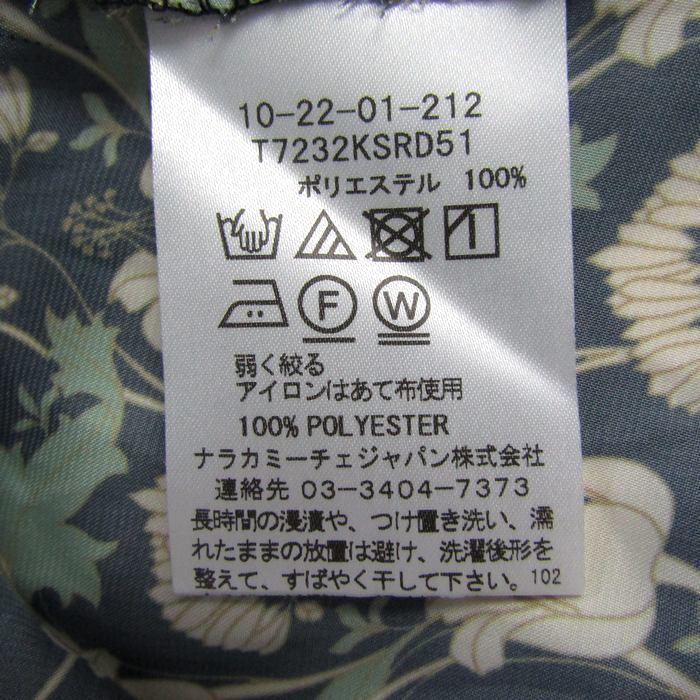 10-22-01-212
T7232KSRD51
ポリエステル 100%
F W
弱く絞る
アイロンはあて布使用
100% POLYESTER
ナラカミーチェジャパン株式会社
連絡先 03-3404-7373
長時間の浸漬や、つけ置き洗い、濡
れたままの放置は避け、洗濯後形を
整えて、すばやく干して下さい。102